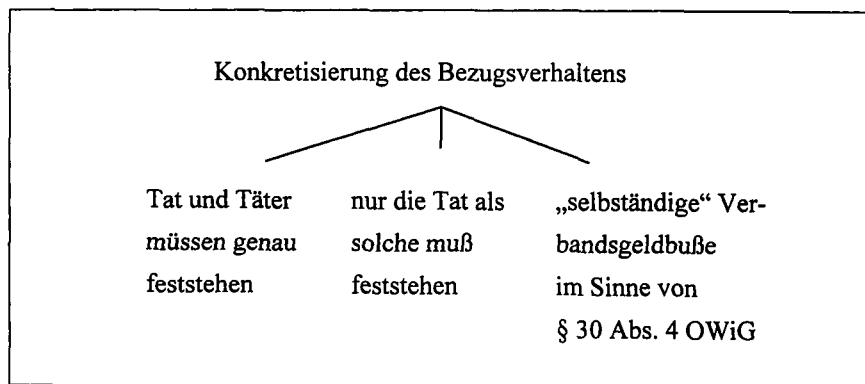 Konkretisierung des Bezugsverhaltens
Tat und Täter
müssen genau
feststehen
nur die Tat als
solche muß
feststehen
„selbständige“ Ver-
bandsgeldbuße
im Sinne von
§ 30 Abs. 4 OWiG